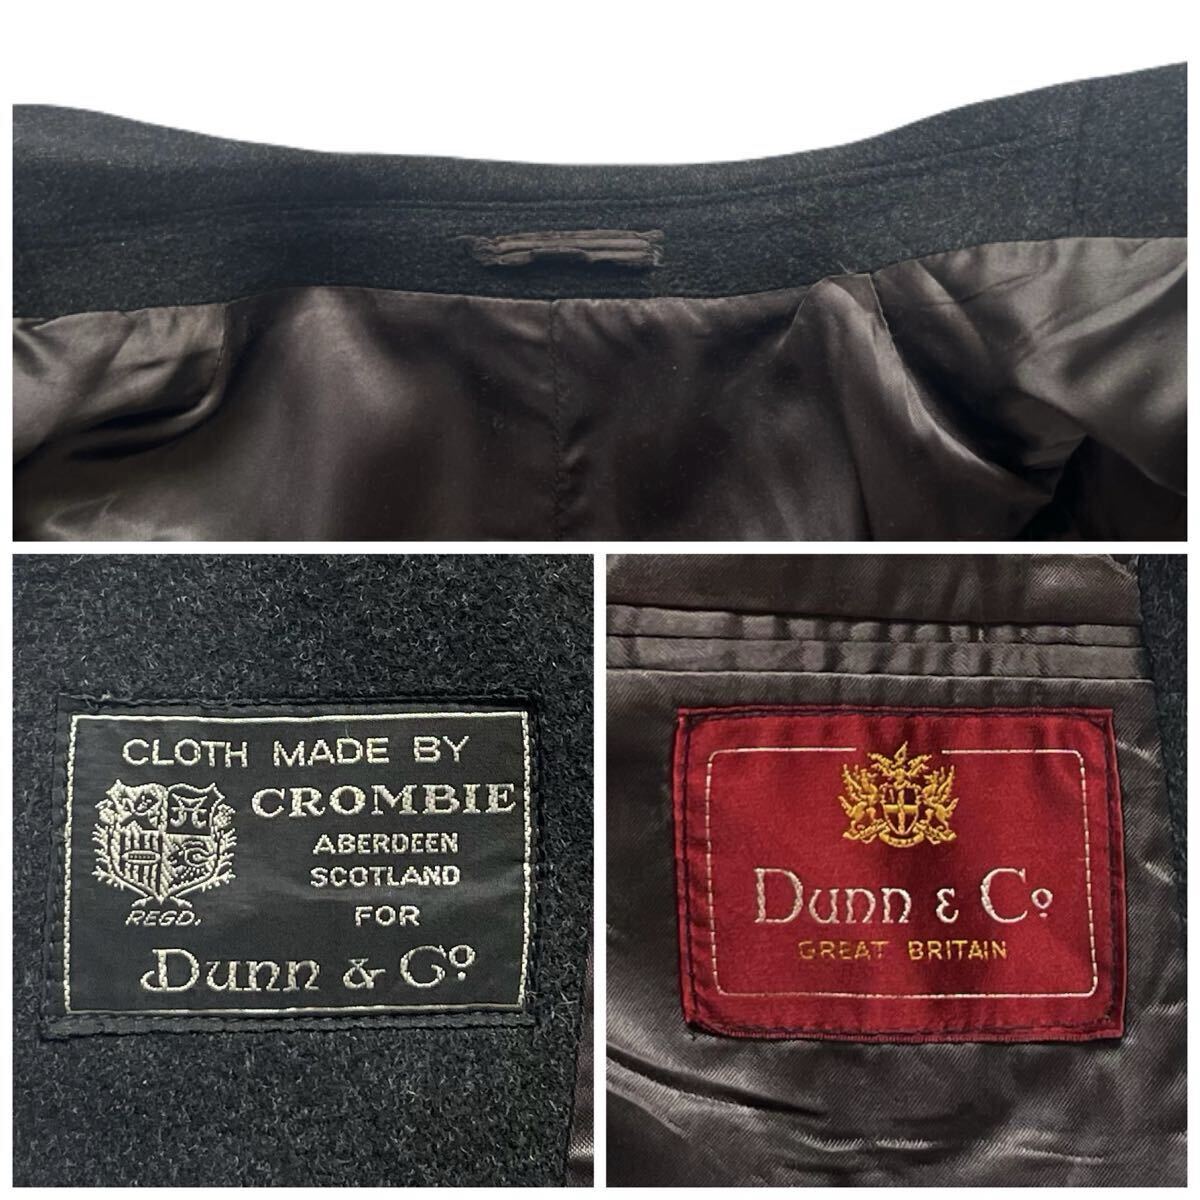 CLOTH MADE BY
CROMBIE
ABERDEEN
SCOTLAND
REGD.
FOR
Dunn & Co
Dunn & Co
GREAT BRITAIN